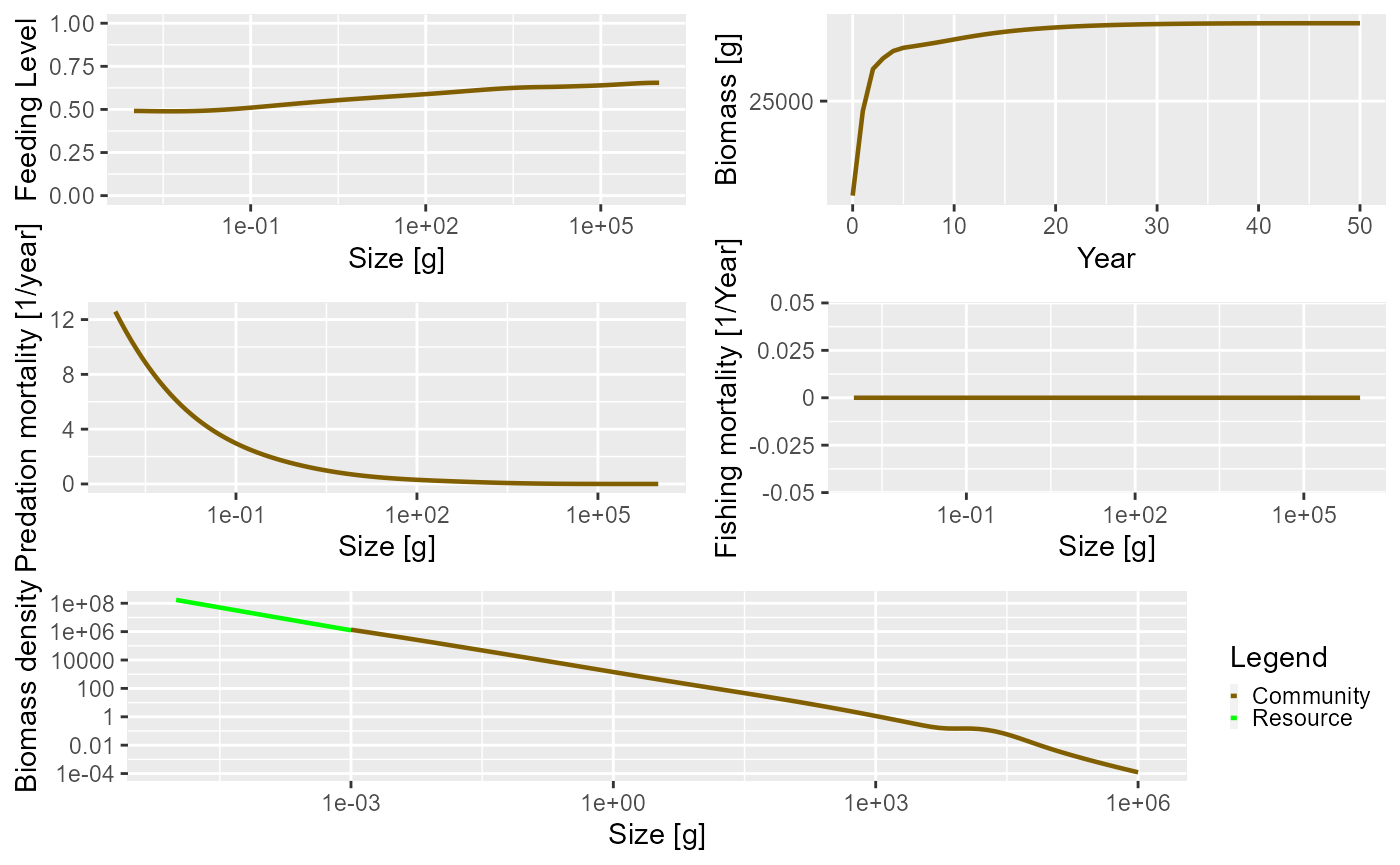 Feeding Level
1.00
0.75
0.50
0.25
0.00
1e-01 1e+02 1e+05
Size [g]
Biomass [g]
25000
0 10 20 30 40 50
Year
Predation mortality [1/year]
12
8
4
0
1e-01 1e+02 1e+05
Size [g]
Fishing mortality [1/Year]
0.05
0.025
0
-0.025
-0.05
1e-01 1e+02 1e+05
Size [g]
Biomass density
1e+08
1e+06
10000
100
1
0.01
1e-04
1e-03 1e+00 1e+03 1e+06
Size [g]
Legend
Community
Resource